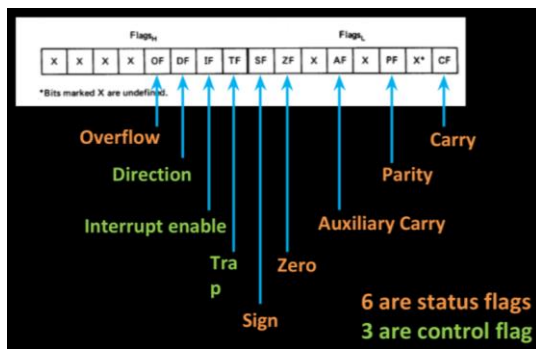 FlagsH FlagsL
X X X X OF DF IF TF SF ZF X AF X PF X* CF
*Bits marked X are undefined.
Overflow
Carry
Direction
Parity
Interrupt enable
Auxiliary Carry
Tra
p
Zero
Sign
6 are status flags
3 are control flag